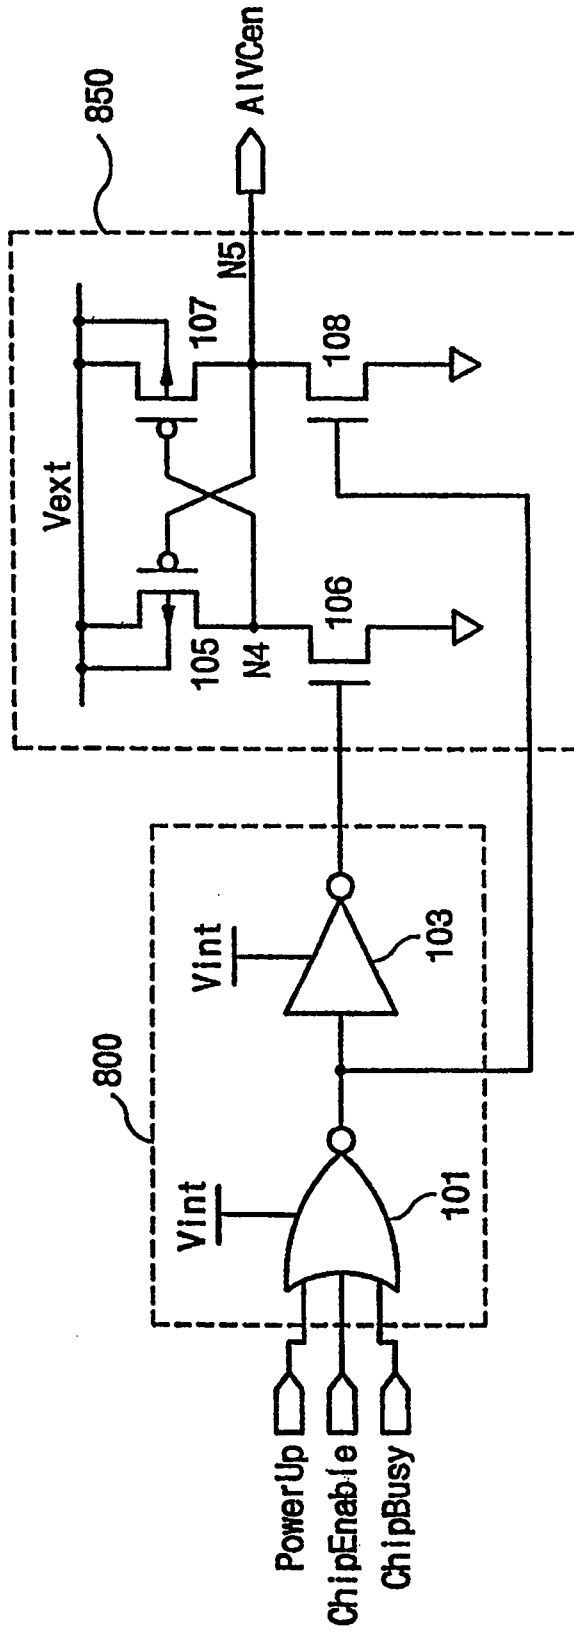 PowerUp
ChipEnable
ChipBusy
800
Vint
101
Vint
103
850
Vext
105
107
N4
N5
106
108
AIVCen